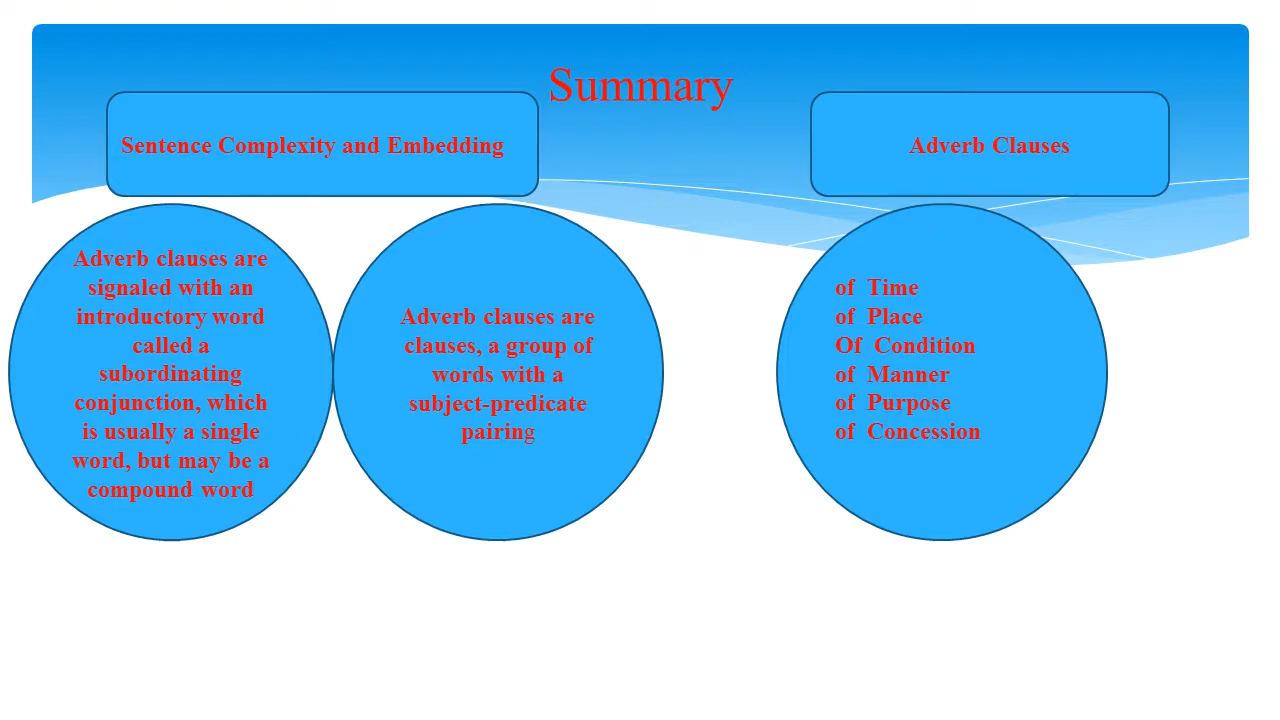 Summary
Sentence Complexity and Embedding
Adverb Clauses
Adverb clauses are
signaled with an
introductory word
called a
subordinating
conjunction, which
is usually a single
word, but may be a
compound word
Adverb clauses are
clauses, a group of
words with a
subject-predicate
pairing
of Time
of Place
Of Condition
of Manner
of Purpose
of Concession